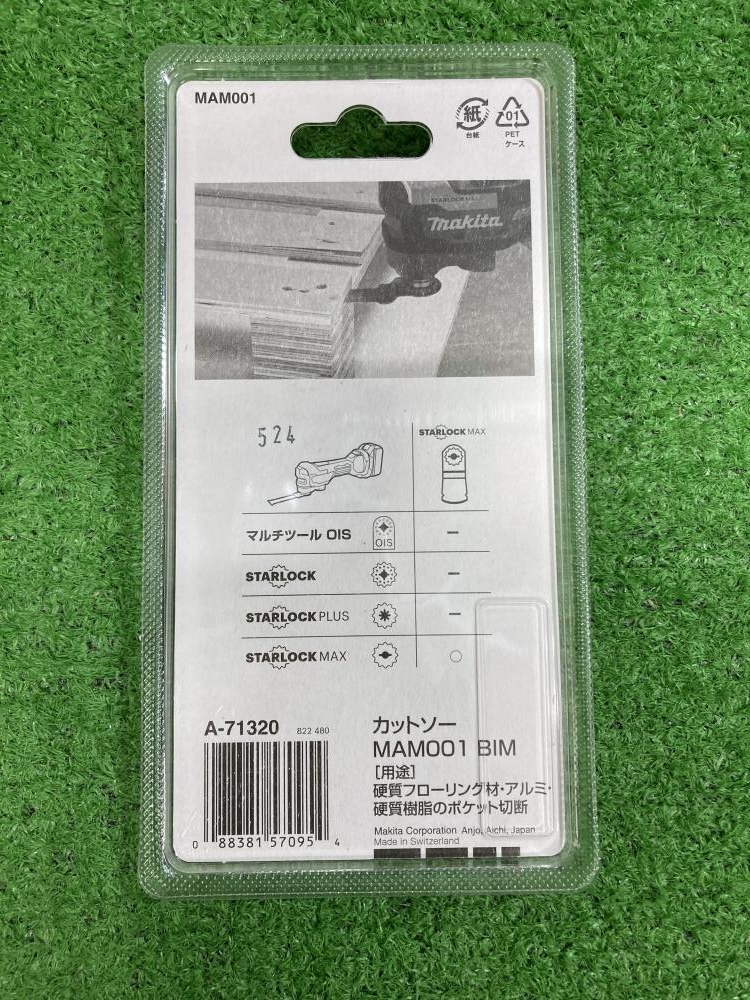 MAM001
紙
台紙
01
PET
ケース
STARLOCK MAX
Makita
524
STARLOCK MAX
マルチツール OIS OIS –
STARLOCK –
STARLOCK PLUS –
STARLOCK MAX ○
A-71320 822 480
0 88381 57095 4
カットソー
MAM001 BIM
[用途]
硬質フローリング材・アルミ・
硬質樹脂のポケット切断
Makita Corporation Anjo, Aichi, Japan
Made in Switzerland